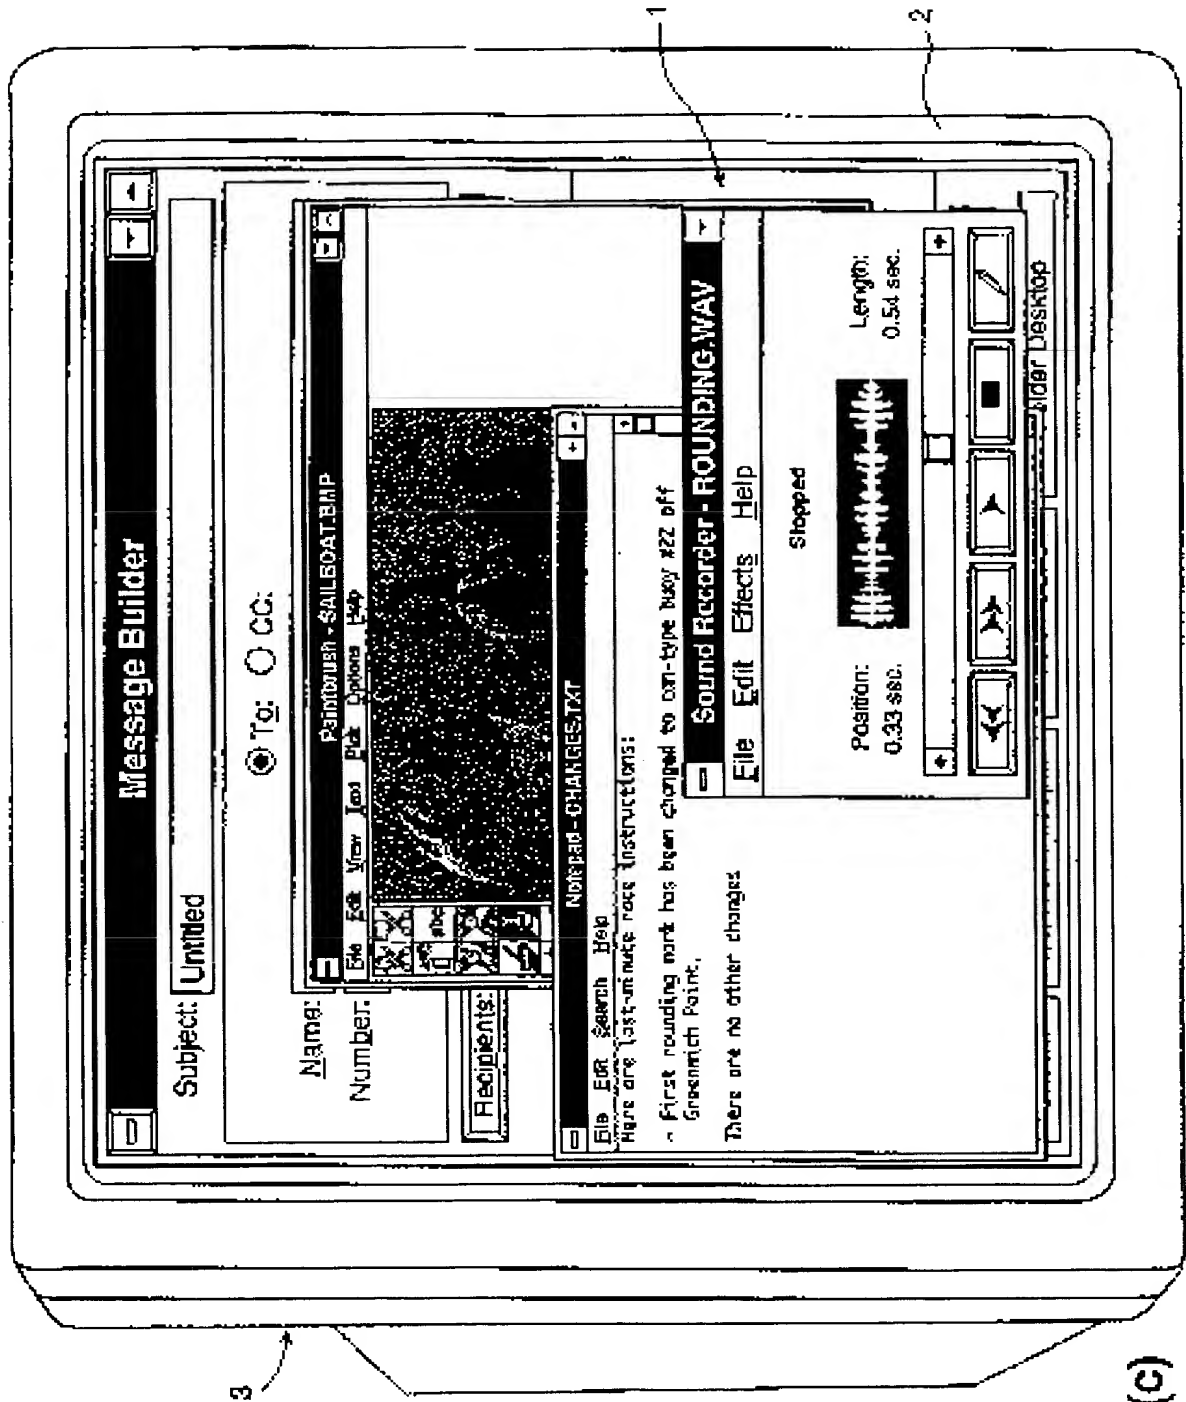 Message Builder
Subject: Untitled
To: CC:
Name:
Number:
Recipients:
Paintbrush - SAILBOAT.BMP
File Edit View Text Pick Options Help
abc
Notepad - CHANGES.TXT
File Edit Search Help
Here are last-minute race instructions:
- First rounding mark has been changed to can-type buoy #22 off
Greenwich Point.
There are no other changes
Sound Recorder - ROUNDING.WAV
File Edit Effects Help
Stopped
Position:
0.33 sec.
Length:
0.54 sec.
Desktop
1
2
3
(c)